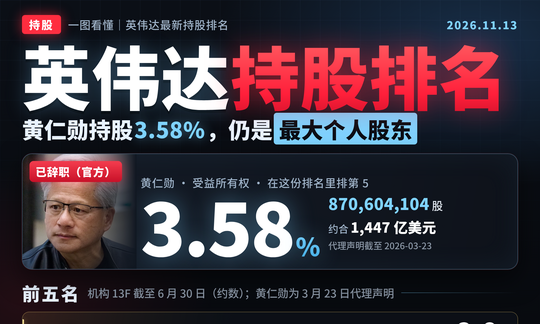 持股 一图看懂｜英伟达最新持股排名 2026.11.13
英伟达持股排名
黄仁勋持股3.58%，仍是最大个人股东
已辞职（官方）
黄仁勋 · 受益所有权 · 在这份排名里排第 5
3.58%
870,604,104 股
约合 1,447 亿美元
代理声明截至 2026-03-23
前五名 机构 13F 截至 6 月 30 日（约数）；黄仁勋为 3 月 23 日代理声明